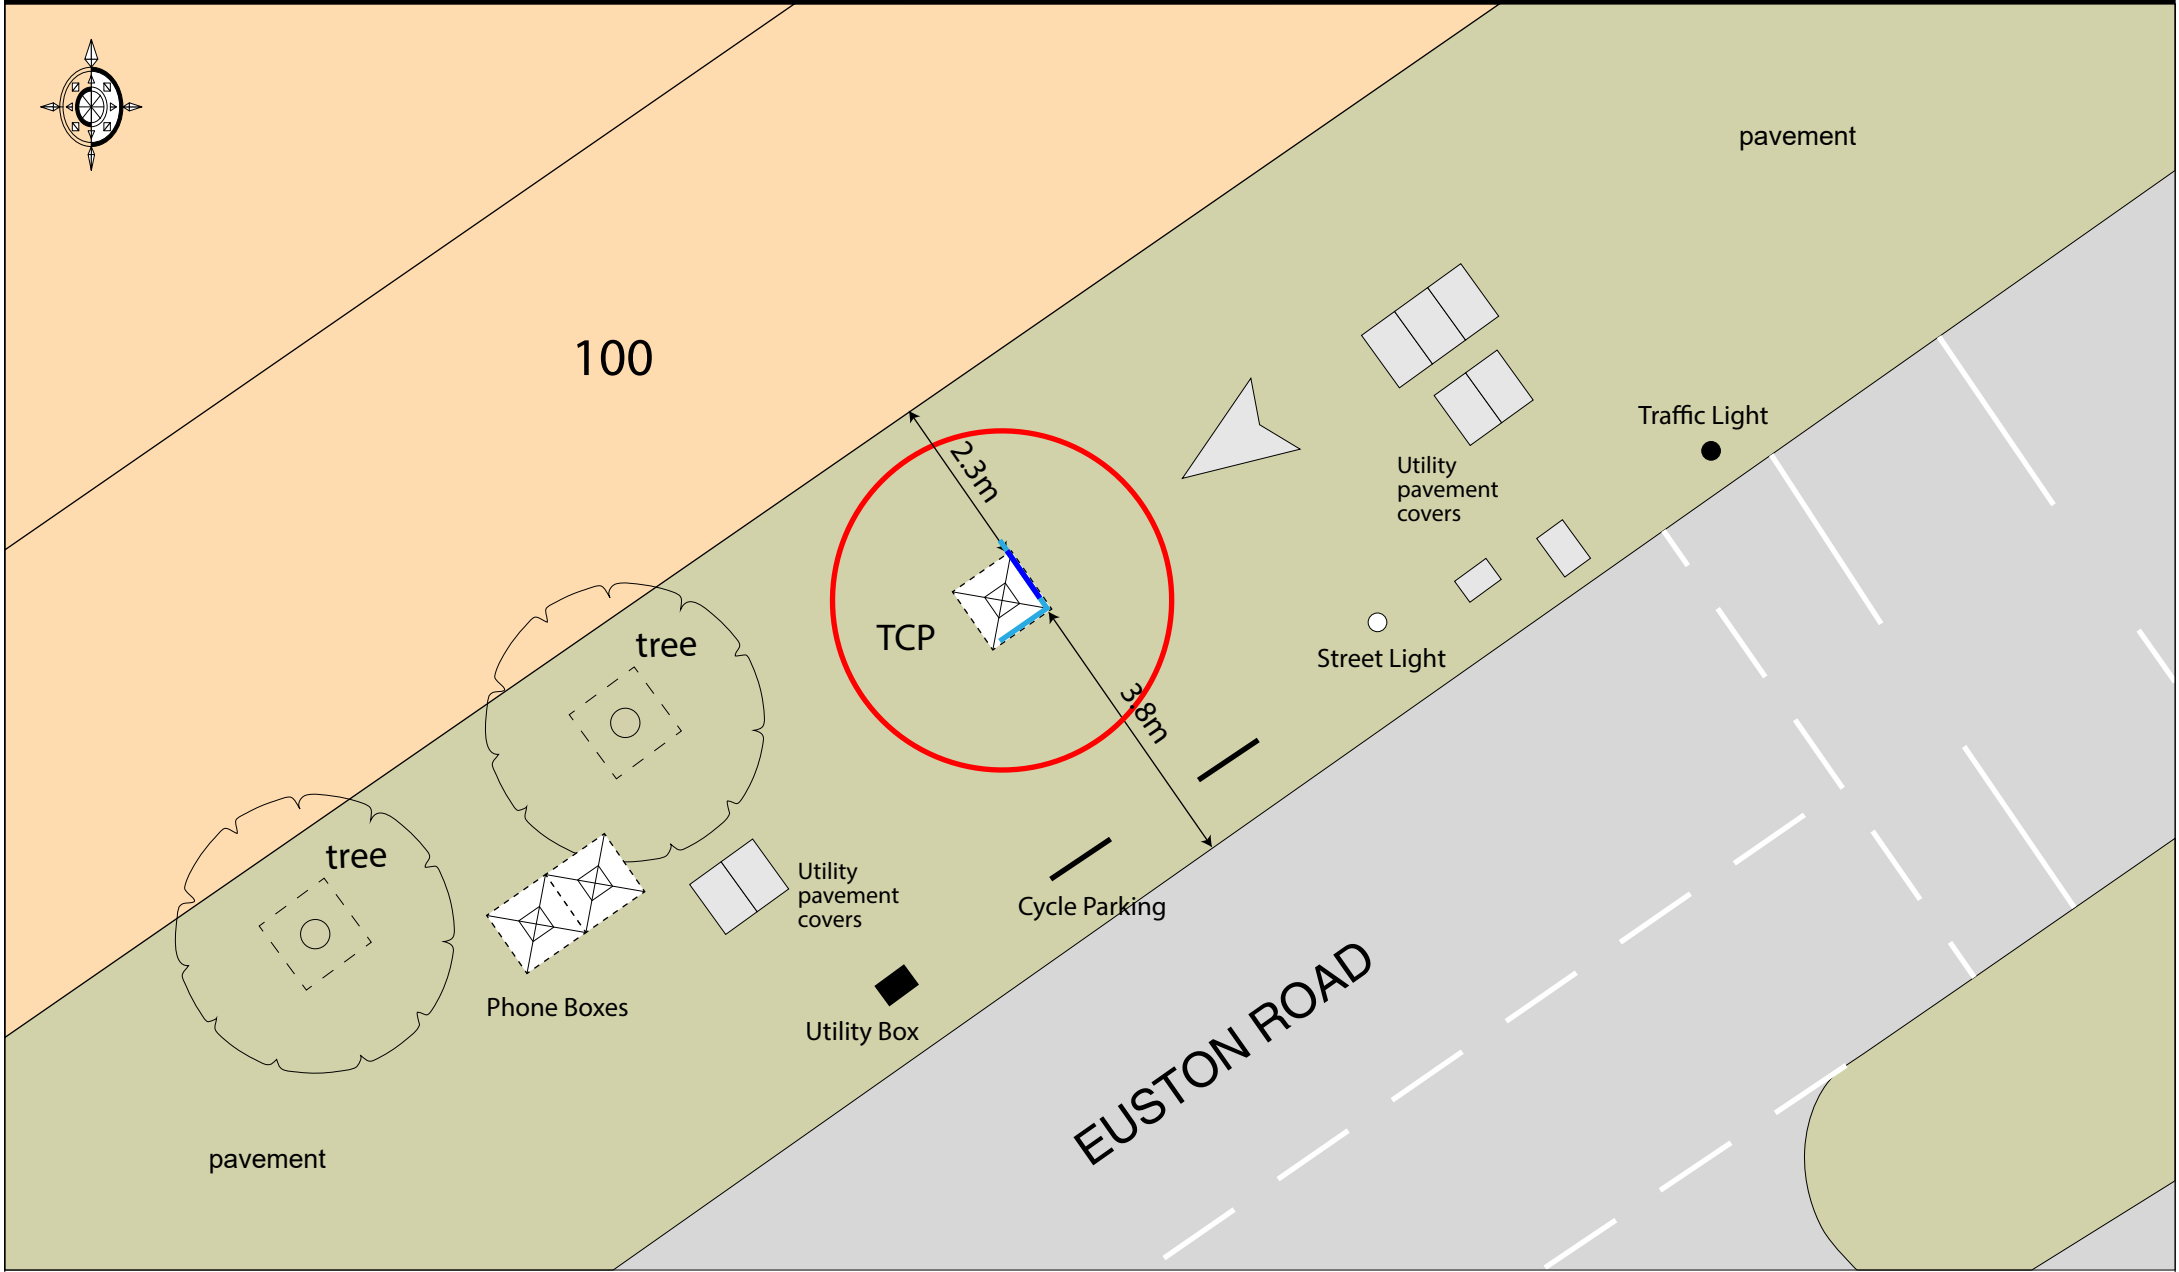 pavement
100
Traffic Light
2.3m
Utility
pavement
covers
TCP
tree
Street Light
3.8m
tree
Utility
pavement
covers
Cycle Parking
Phone Boxes
Utility Box
EUSTON ROAD
pavement